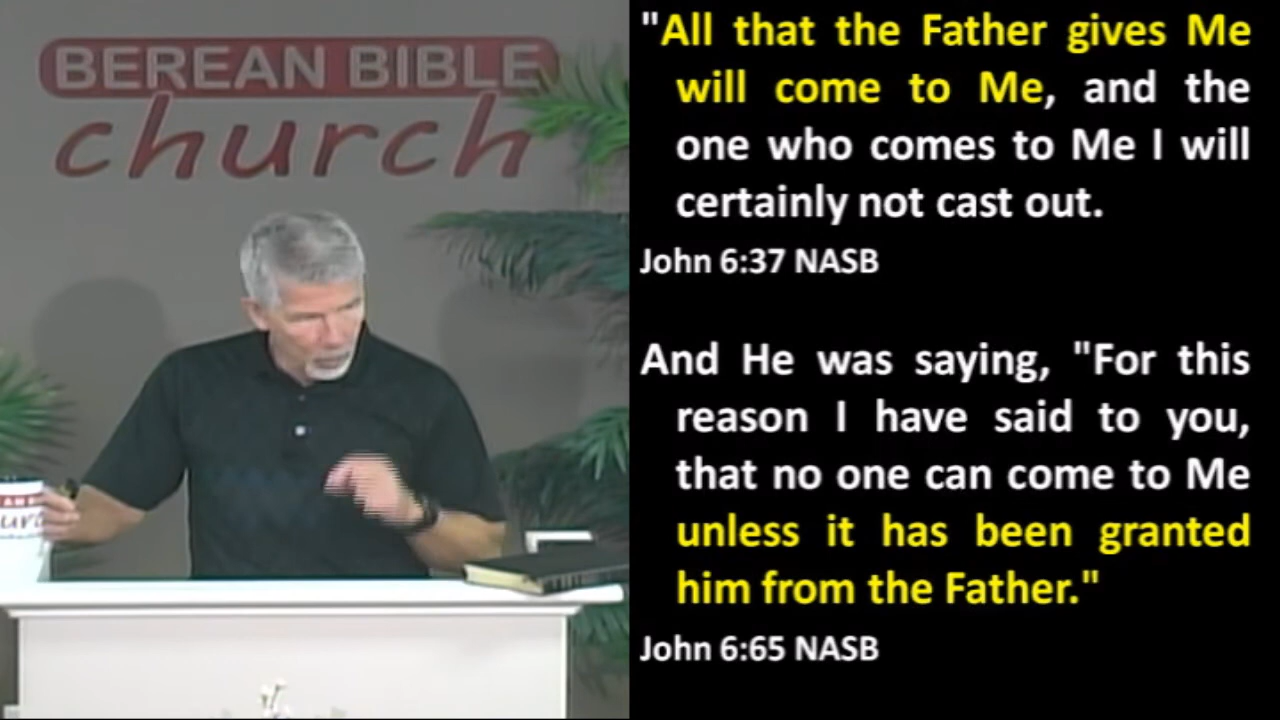 BEREAN BIBLE
church
"All that the Father gives Me
will come to Me, and the
one who comes to Me I will
certainly not cast out.
John 6:37 NASB
And He was saying, "For this
reason I have said to you,
that no one can come to Me
unless it has been granted
him from the Father."
John 6:65 NASB